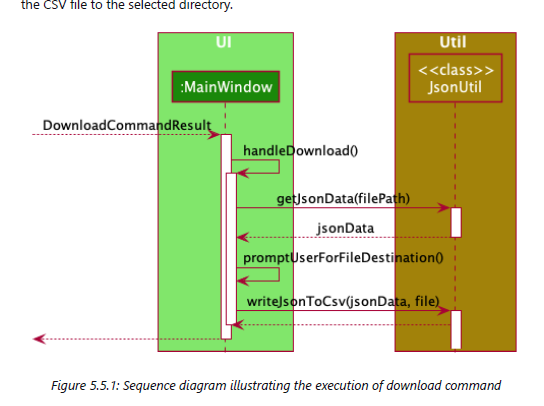 the CSV file to the selected directory.
UI
Util
:MainWindow
<<class>>
JsonUtil
DownloadCommandResult
handleDownload()
getJsonData(filePath)
jsonData
promptUserForFileDestination()
writeJsonToCsv(jsonData, file)
Figure 5.5.1: Sequence diagram illustrating the execution of download command